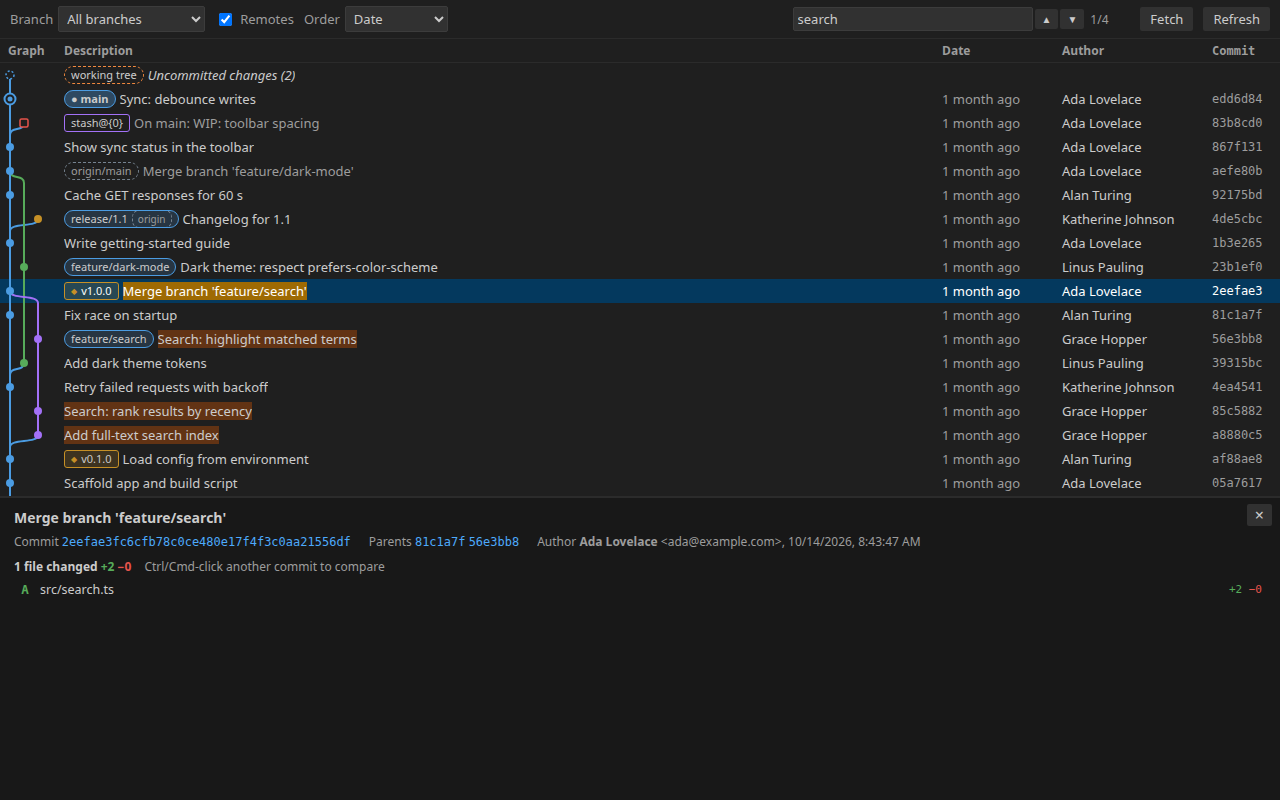 Branch All branches Remotes Order Date search ▲ ▼ 1/4 Fetch Refresh
Graph Description Date Author Commit
working tree Uncommitted changes (2)
● main Sync: debounce writes 1 month ago Ada Lovelace edd6d84
stash@{0} On main: WIP: toolbar spacing 1 month ago Ada Lovelace 83b8cd0
Show sync status in the toolbar 1 month ago Ada Lovelace 867f131
origin/main Merge branch 'feature/dark-mode' 1 month ago Ada Lovelace aefe80b
Cache GET responses for 60 s 1 month ago Alan Turing 92175bd
release/1.1 origin Changelog for 1.1 1 month ago Katherine Johnson 4de5cbc
Write getting-started guide 1 month ago Ada Lovelace 1b3e265
feature/dark-mode Dark theme: respect prefers-color-scheme 1 month ago Linus Pauling 23b1ef0
◆ v1.0.0 Merge branch 'feature/search' 1 month ago Ada Lovelace 2eefae3
Fix race on startup 1 month ago Alan Turing 81c1a7f
feature/search Search: highlight matched terms 1 month ago Grace Hopper 56e3bb8
Add dark theme tokens 1 month ago Linus Pauling 39315bc
Retry failed requests with backoff 1 month ago Katherine Johnson 4ea4541
Search: rank results by recency 1 month ago Grace Hopper 85c5882
Add full-text search index 1 month ago Grace Hopper a8880c5
◆ v0.1.0 Load config from environment 1 month ago Alan Turing af88ae8
Scaffold app and build script 1 month ago Ada Lovelace 05a7617
Merge branch 'feature/search' ✕
Commit 2eefae3fc6cfb78c0ce480e17f4f3c0aa21556df Parents 81c1a7f 56e3bb8 Author Ada Lovelace <ada@example.com>, 10/14/2026, 8:43:47 AM
1 file changed +2 −0 Ctrl/Cmd-click another commit to compare
A src/search.ts +2 −0